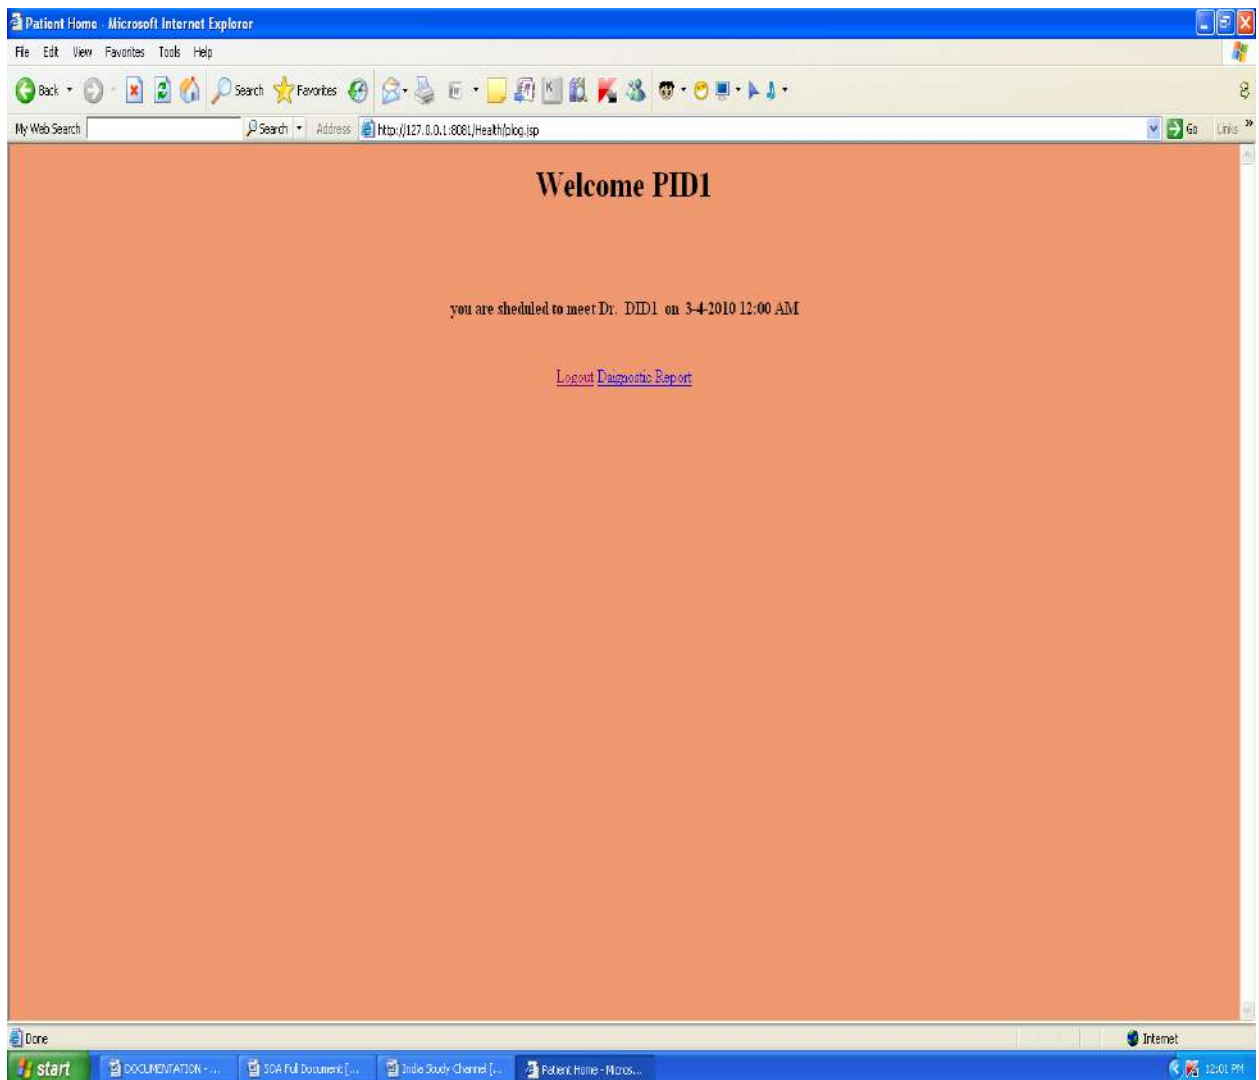 Patient Home - Microsoft Internet Explorer
File Edit View Favorites Tools Help
Back Search Favorites
My Web Search Search Address http://127.0.0.1:8081/Health/plog.jsp Go Links »
Welcome PID1
you are sheduled to meet Dr. DID1 on 3-4-2010 12:00 AM
Logout Daignostic Report
Done Internet
start DOCUMENTATION - ... SOA Full Document [... India Study Channel [... Patient Home - Micros... 12:01 PM